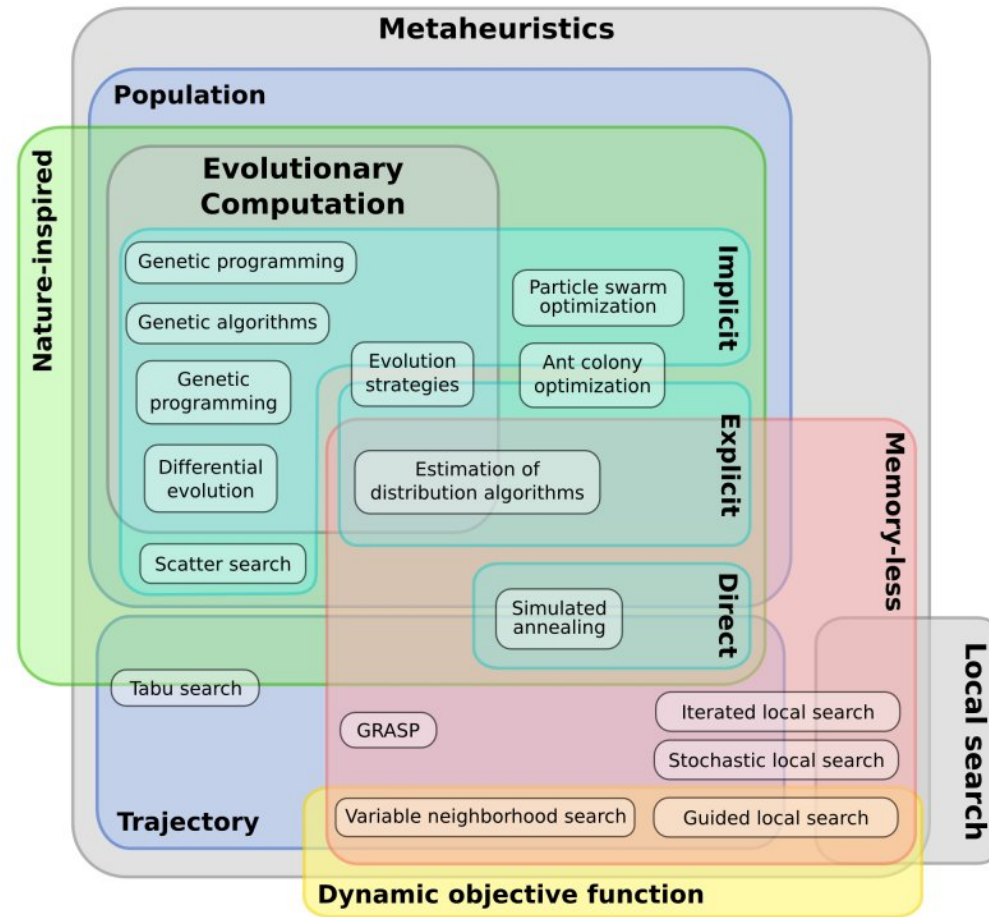 Metaheuristics
Population
Nature-inspired
Evolutionary
Computation
Genetic programming
Implicit
Particle swarm
optimization
Genetic algorithms
Evolution
strategies
Ant colony
optimization
Genetic
programming
Explicit
Memory-less
Differential
evolution
Estimation of
distribution algorithms
Scatter search
Direct
Simulated
annealing
Local search
Tabu search
Iterated local search
GRASP
Stochastic local search
Trajectory
Variable neighborhood search
Guided local search
Dynamic objective function